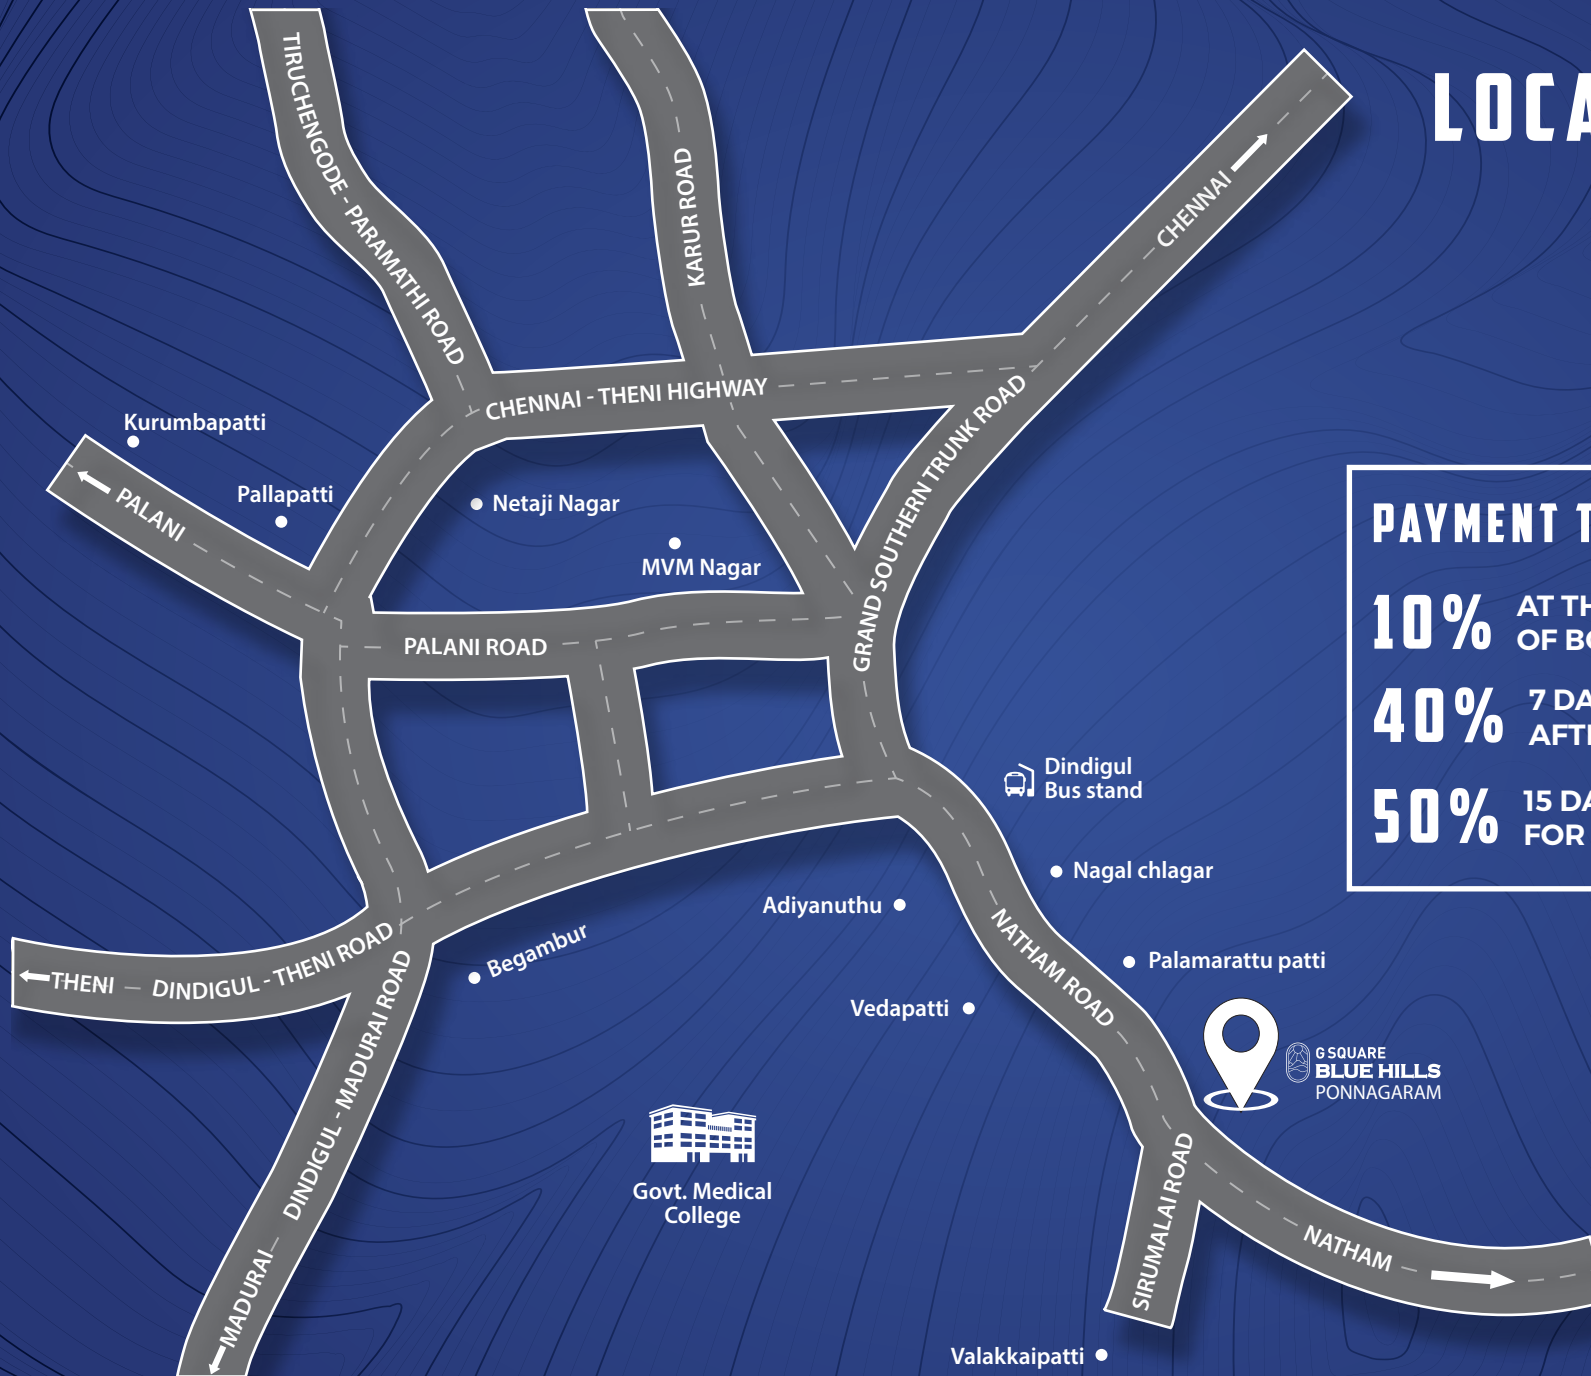 LOCA
TIRUCHENGODE - PARAMATHI ROAD
KARUR ROAD
CHENNAI
CHENNAI - THENI HIGHWAY
GRAND SOUTHERN TRUNK ROAD
Kurumbapatti
PALANI
Pallapatti
Netaji Nagar
MVM Nagar
PALANI ROAD
PAYMENT T
10% AT TH
OF BO
40% 7 DA
AFTE
50% 15 DA
FOR
Dindigul
Bus stand
Nagal chlagar
Adiyanuthu
NATHAM ROAD
Palamarattu patti
Vedapatti
Begambur
THENI
DINDIGUL - THENI ROAD
DINDIGUL - MADURAI ROAD
MADURAI
G SQUARE
BLUE HILLS
PONNAGARAM
Govt. Medical
College
SIRUMALAI ROAD
NATHAM
Valakkaipatti